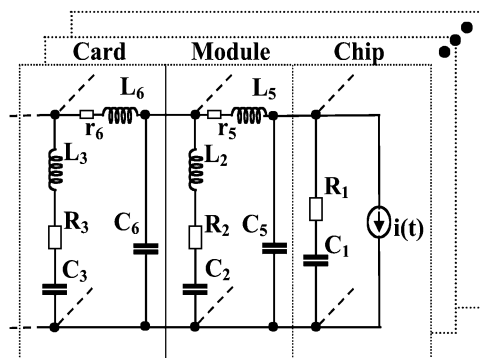 Card Module Chip
L6 L5
r6 r5
L3 L2
R1
R3 C6 R2 C5 i(t)
C1
C3 C2